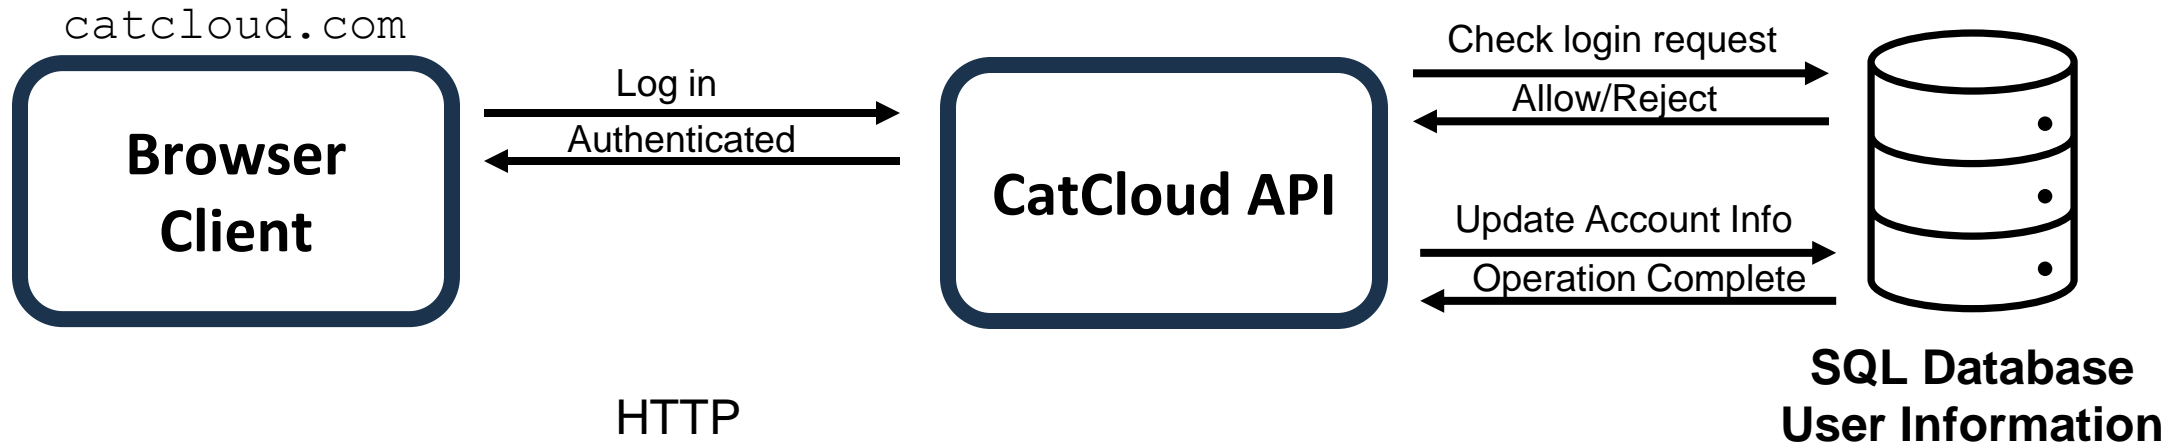 catcloud.com
Browser
Client
Log in
Authenticated
CatCloud API
Check login request
Allow/Reject
Update Account Info
Operation Complete
SQL Database
User Information
HTTP